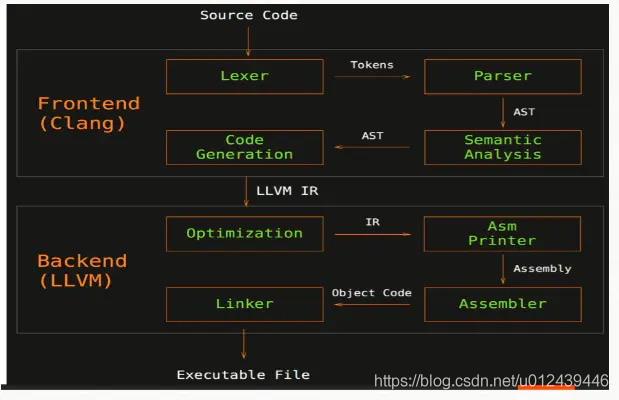 Source Code
Lexer
Tokens
Parser
Frontend
(Clang)
AST
Code
Generation
AST
Semantic
Analysis
LLVM IR
Optimization
IR
Asm
Printer
Backend
(LLVM)
Assembly
Linker
Object Code
Assembler
Executable File
https://blog.csdn.net/u012439446